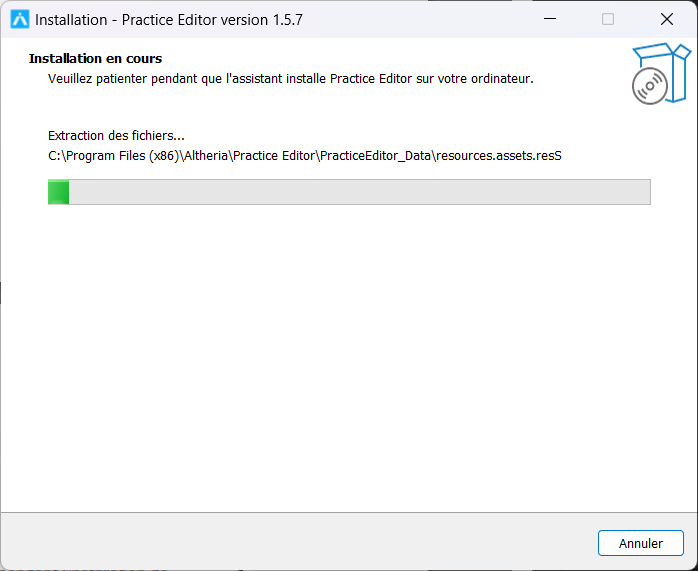 Installation - Practice Editor version 1.5.7
Installation en cours
Veuillez patienter pendant que l'assistant installe Practice Editor sur votre ordinateur.
Extraction des fichiers...
C:\Program Files (x86)\Altheria\Practice Editor\PracticeEditor_Data\resources.assets.resS
Annuler